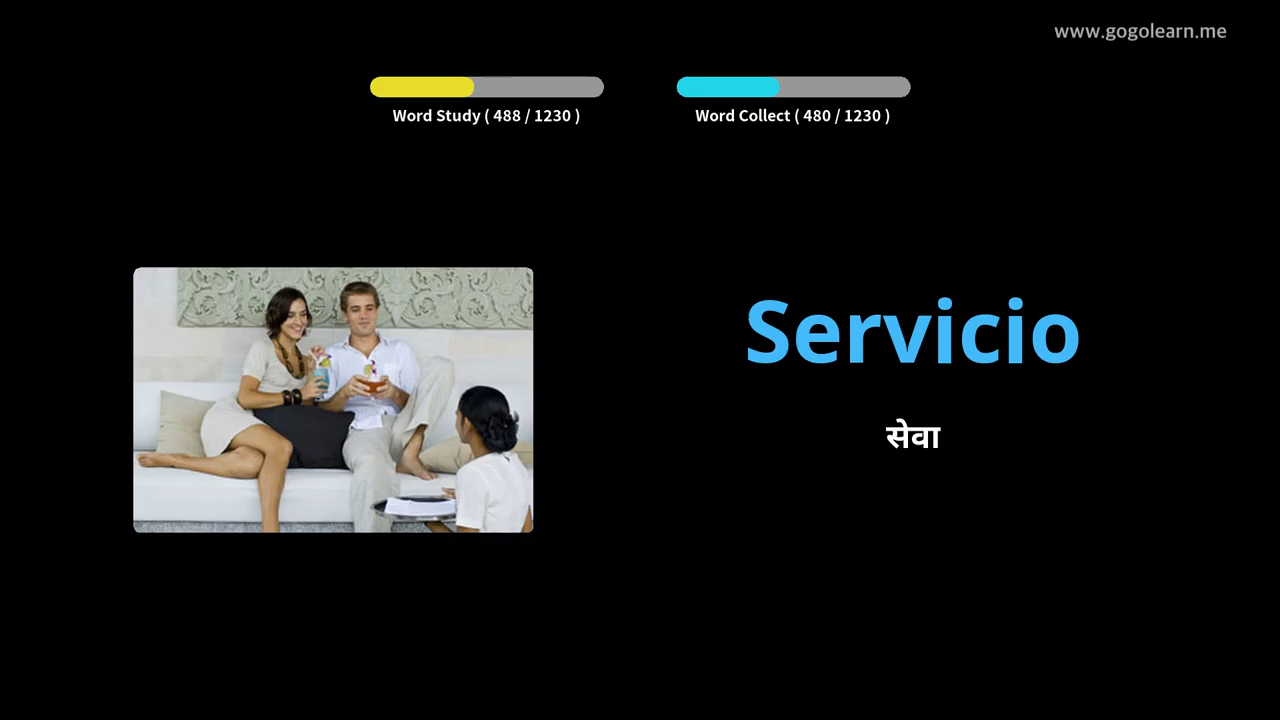 www.gogolearn.me
Word Study ( 488 / 1230 )
Word Collect ( 480 / 1230 )
Servicio
सेवा